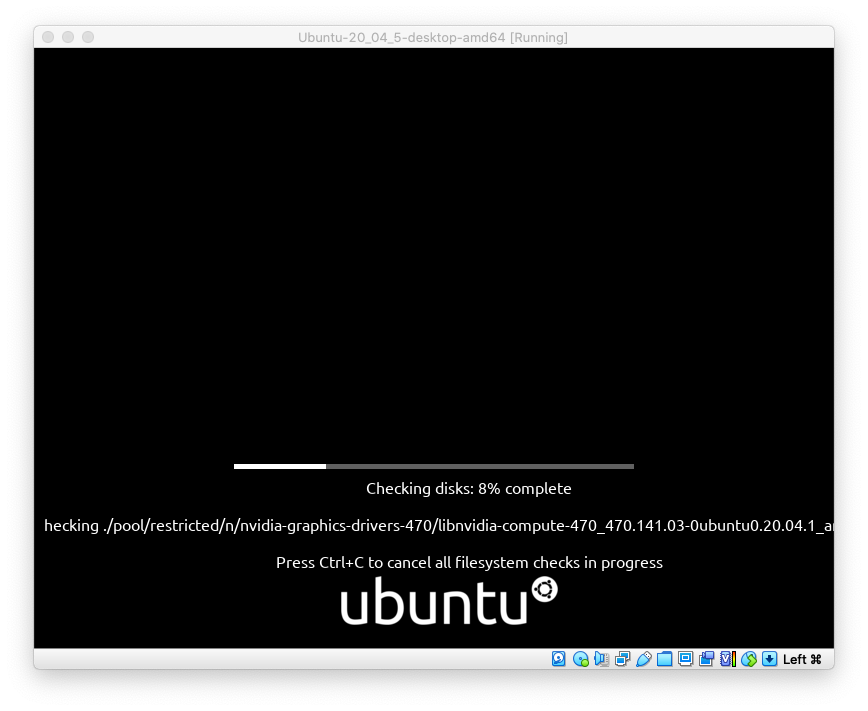 Ubuntu-20_04_5-desktop-amd64 [Running]
Checking disks: 8% complete
hecking ./pool/restricted/n/nvidia-graphics-drivers-470/libnvidia-compute-470_470.141.03-0ubuntu0.20.04.1_a
Press Ctrl+C to cancel all filesystem checks in progress
ubuntu
Left ⌘